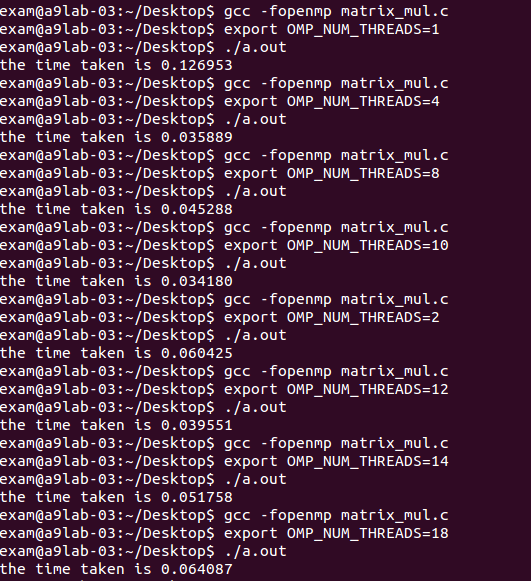 exam@a9lab-03:~/Desktop$ gcc -fopenmp matrix_mul.c
exam@a9lab-03:~/Desktop$ export OMP_NUM_THREADS=1
exam@a9lab-03:~/Desktop$ ./a.out
the time taken is 0.126953
exam@a9lab-03:~/Desktop$ gcc -fopenmp matrix_mul.c
exam@a9lab-03:~/Desktop$ export OMP_NUM_THREADS=4
exam@a9lab-03:~/Desktop$ ./a.out
the time taken is 0.035889
exam@a9lab-03:~/Desktop$ gcc -fopenmp matrix_mul.c
exam@a9lab-03:~/Desktop$ export OMP_NUM_THREADS=8
exam@a9lab-03:~/Desktop$ ./a.out
the time taken is 0.045288
exam@a9lab-03:~/Desktop$ gcc -fopenmp matrix_mul.c
exam@a9lab-03:~/Desktop$ export OMP_NUM_THREADS=10
exam@a9lab-03:~/Desktop$ ./a.out
the time taken is 0.034180
exam@a9lab-03:~/Desktop$ gcc -fopenmp matrix_mul.c
exam@a9lab-03:~/Desktop$ export OMP_NUM_THREADS=2
exam@a9lab-03:~/Desktop$ ./a.out
the time taken is 0.060425
exam@a9lab-03:~/Desktop$ gcc -fopenmp matrix_mul.c
exam@a9lab-03:~/Desktop$ export OMP_NUM_THREADS=12
exam@a9lab-03:~/Desktop$ ./a.out
the time taken is 0.039551
exam@a9lab-03:~/Desktop$ gcc -fopenmp matrix_mul.c
exam@a9lab-03:~/Desktop$ export OMP_NUM_THREADS=14
exam@a9lab-03:~/Desktop$ ./a.out
the time taken is 0.051758
exam@a9lab-03:~/Desktop$ gcc -fopenmp matrix_mul.c
exam@a9lab-03:~/Desktop$ export OMP_NUM_THREADS=18
exam@a9lab-03:~/Desktop$ ./a.out
the time taken is 0.064087